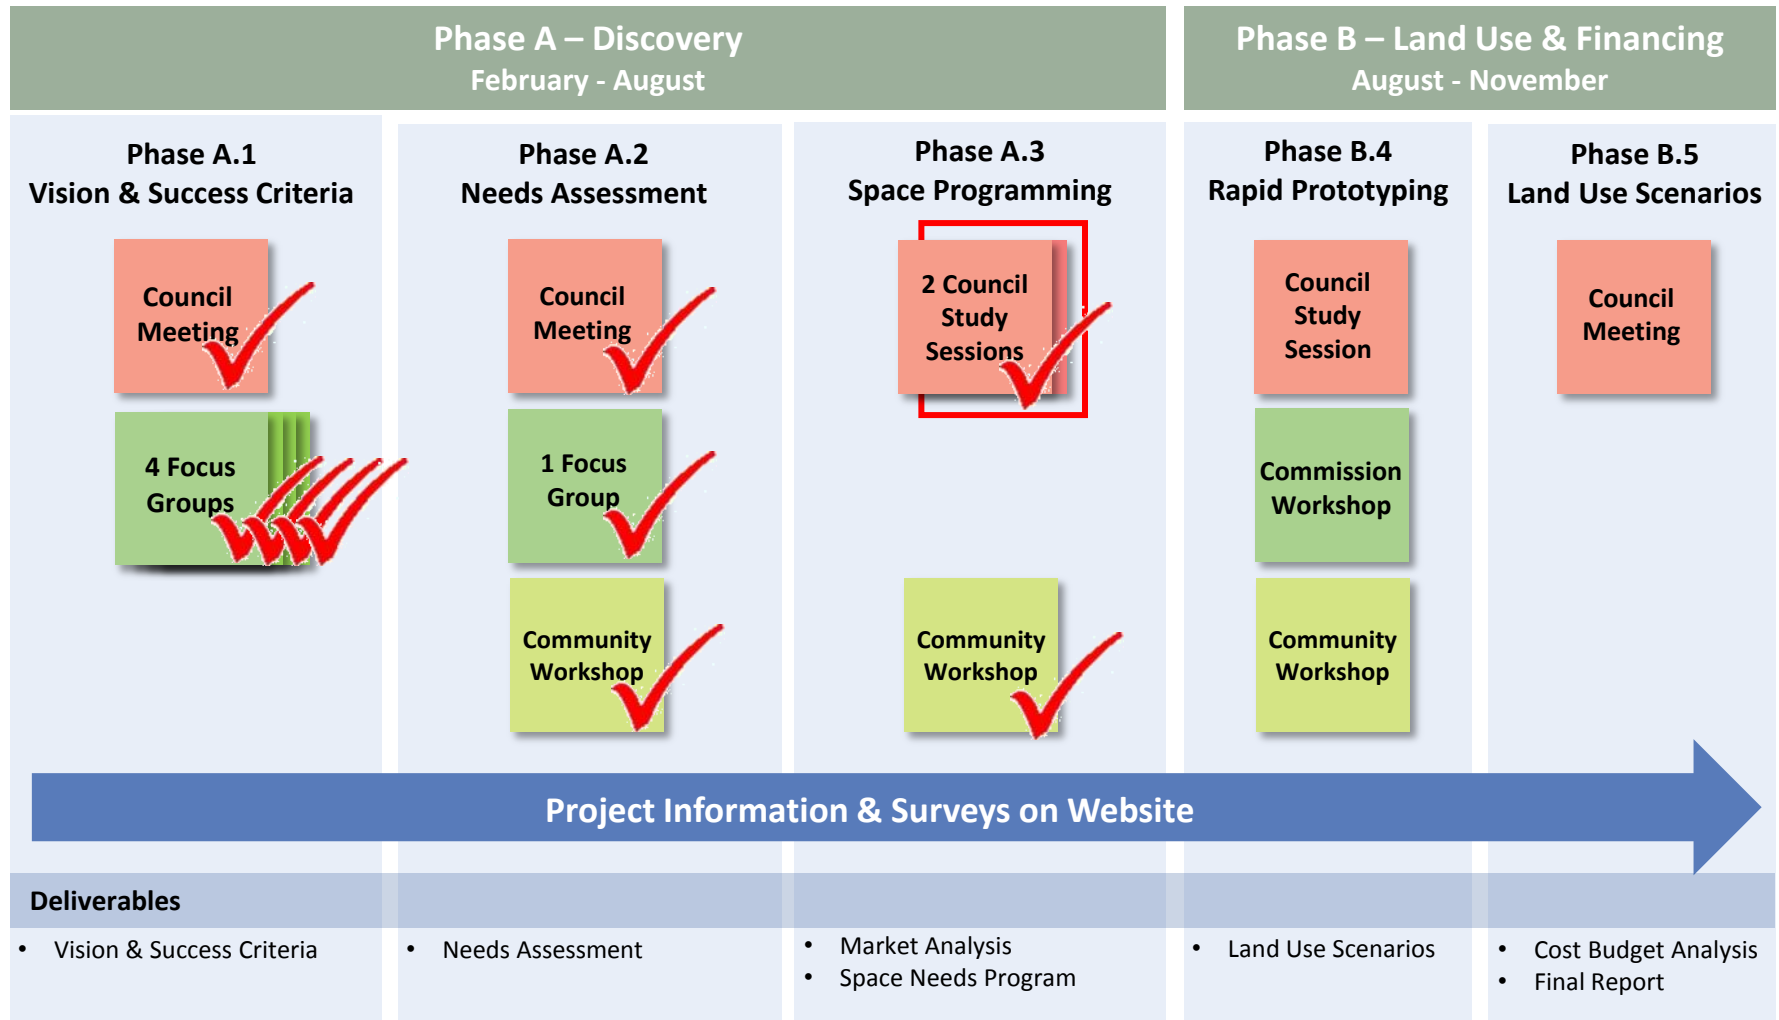 Phase A – Discovery
February - August
Phase B – Land Use & Financing
August - November
Phase A.1
Vision & Success Criteria
Council
Meeting
4 Focus
Groups
Phase A.2
Needs Assessment
Council
Meeting
1 Focus
Group
Community
Workshop
Phase A.3
Space Programming
2 Council
Study
Sessions
Community
Workshop
Phase B.4
Rapid Prototyping
Council
Study
Session
Commission
Workshop
Community
Workshop
Phase B.5
Land Use Scenarios
Council
Meeting
Project Information & Surveys on Website
Deliverables
• Vision & Success Criteria
• Needs Assessment
• Market Analysis
• Space Needs Program
• Land Use Scenarios
• Cost Budget Analysis
• Final Report